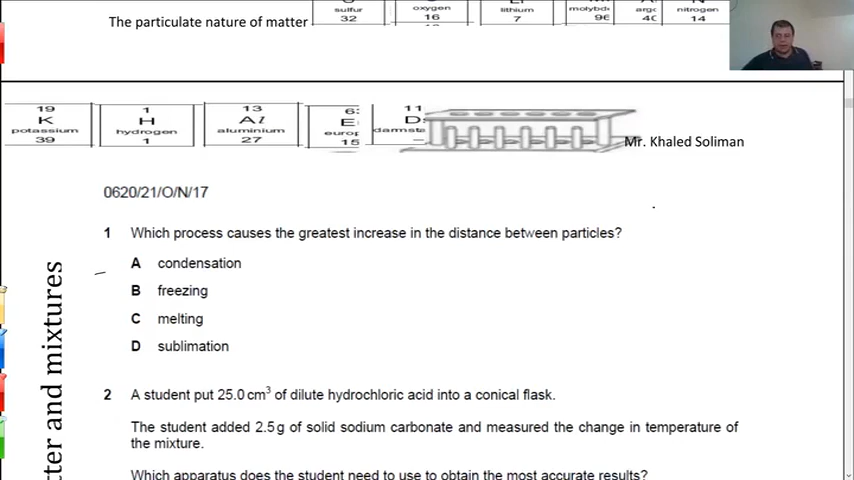 The particulate nature of matter
sulfur
32
oxygen
16
lithium
7
nitrogen
14
19
K
potassium
39
1
H
hydrogen
1
13
Al
aluminium
27
11
Mr. Khaled Soliman
0620/21/O/N/17
1 Which process causes the greatest increase in the distance between particles?
A condensation
B freezing
C melting
D sublimation
tter and mixtures
2 A student put 25.0 cm³ of dilute hydrochloric acid into a conical flask.
The student added 2.5 g of solid sodium carbonate and measured the change in temperature of
the mixture.
Which apparatus does the student need to use to obtain the most accurate results?